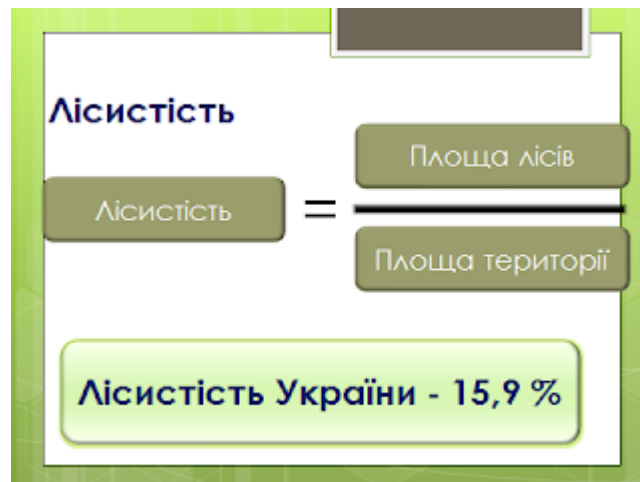 Лісистість
Площа лісів
Лісистість =
Площа території
Лісистість України - 15,9 %